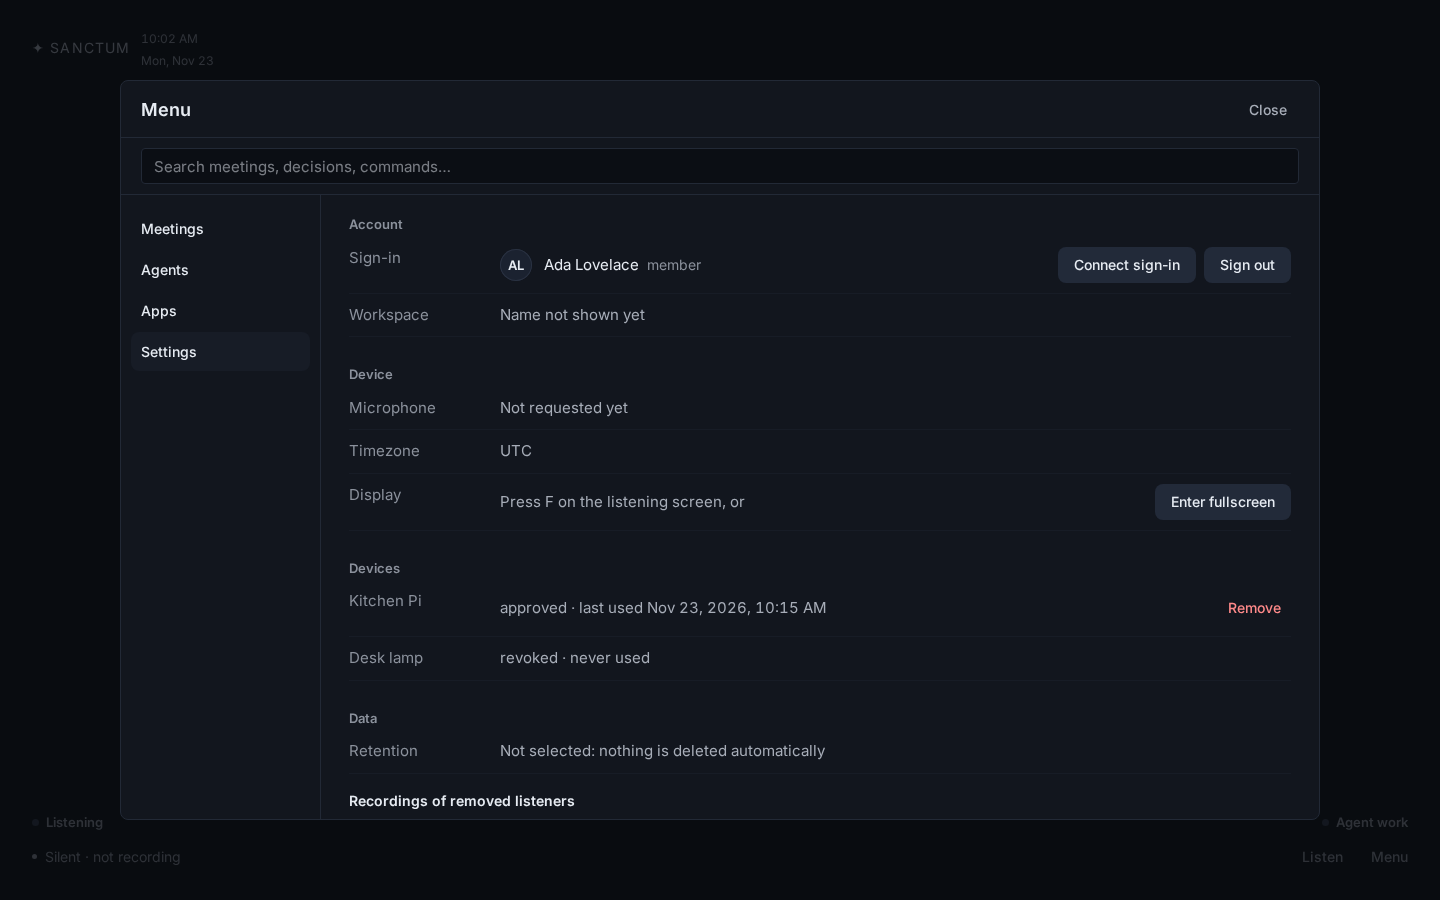 ✦ SANCTUM
10:02 AM
Mon, Nov 23
Menu
Close
Search meetings, decisions, commands...
Meetings
Agents
Apps
Settings
Account
Sign-in
AL Ada Lovelace member
Connect sign-in
Sign out
Workspace
Name not shown yet
Device
Microphone
Not requested yet
Timezone
UTC
Display
Press F on the listening screen, or
Enter fullscreen
Devices
Kitchen Pi
approved · last used Nov 23, 2026, 10:15 AM
Remove
Desk lamp
revoked · never used
Data
Retention
Not selected: nothing is deleted automatically
Recordings of removed listeners
Listening
Agent work
Silent · not recording
Listen
Menu